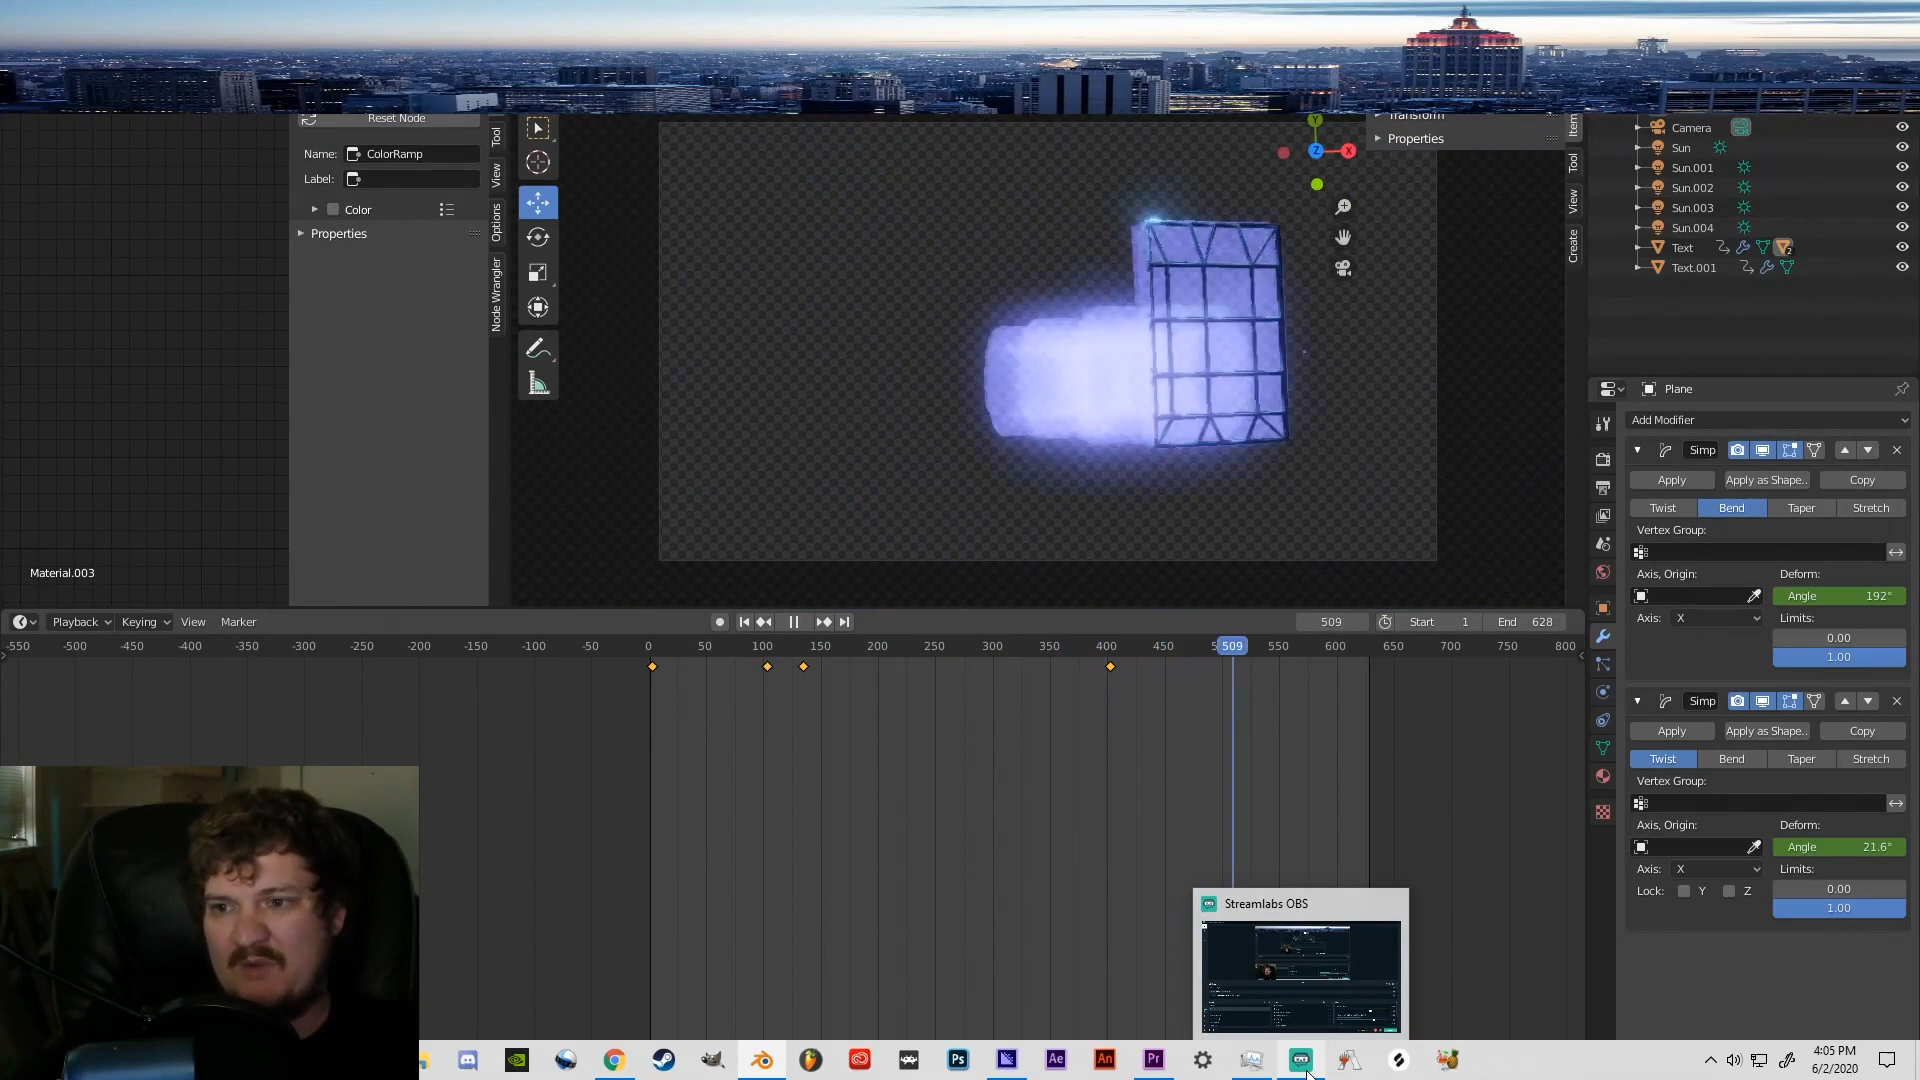 Reset Node
Name: ColorRamp
Label:
Color
Properties
Tool
View
Options
Node Wrangler
Material.003
Transform
Properties
Item
Tool
View
Create
Y
Z
X
Camera
Sun
Sun.001
Sun.002
Sun.003
Sun.004
Text
2
Text.001
Plane
Add Modifier
Simp
Apply
Apply as Shape..
Copy
Twist
Bend
Taper
Stretch
Vertex Group:
Axis, Origin:
Deform:
Angle 192°
Axis: X
Limits:
0.00
1.00
Simp
Apply
Apply as Shape..
Copy
Twist
Bend
Taper
Stretch
Vertex Group:
Axis, Origin:
Deform:
Angle 21.6°
Axis: X
Limits:
Lock: Y Z
0.00
1.00
Playback
Keying
View
Marker
509
Start 1
End 628
-550 -500 -450 -400 -350 -300 -250 -200 -150 -100 -50 0 50 100 150 200 250 300 350 400 450 509 550 600 650 700 750 800
Streamlabs OBS
Ps
Ae
An
Pr
4:05 PM
6/2/2020